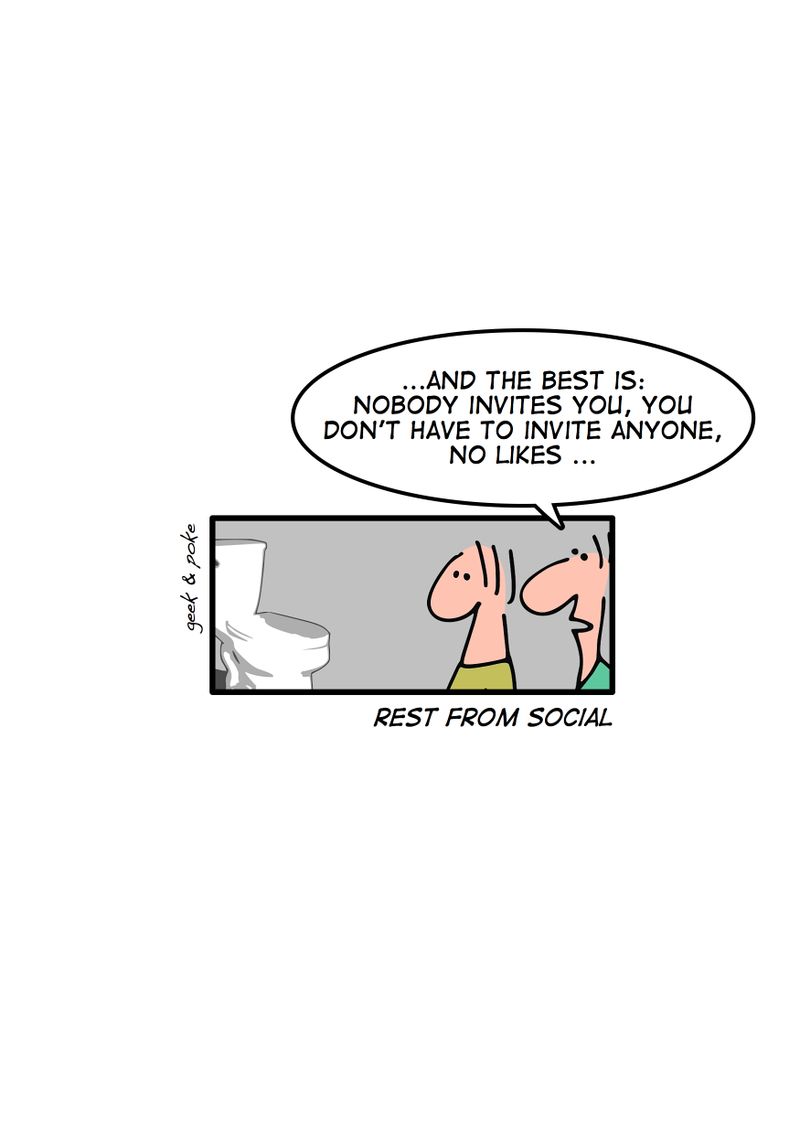 ...AND THE BEST IS:
NOBODY INVITES YOU, YOU
DON'T HAVE TO INVITE ANYONE,
NO LIKES ...
geek & poke
REST FROM SOCIAL